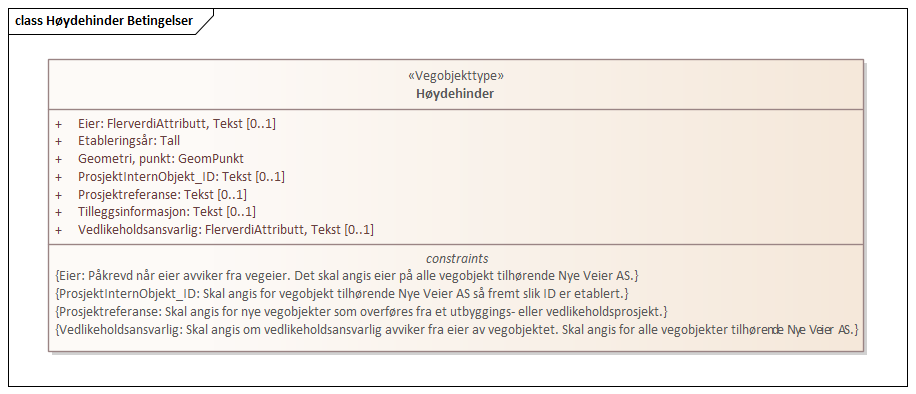 class Høydehinder Betingelser
«Vegobjekttype»
Høydehinder
+ Eier: FlerverdiAttributt, Tekst [0..1]
+ Etableringsår: Tall
+ Geometri, punkt: GeomPunkt
+ ProsjektInternObjekt_ID: Tekst [0..1]
+ Prosjektreferanse: Tekst [0..1]
+ Tilleggsinformasjon: Tekst [0..1]
+ Vedlikeholdsansvarlig: FlerverdiAttributt, Tekst [0..1]
constraints
{Eier: Påkrevd når eier avviker fra vegeier. Det skal angis eier på alle vegobjekt tilhørende Nye Veier AS.}
{ProsjektInternObjekt_ID: Skal angis for vegobjekt tilhørende Nye Veier AS så fremt slik ID er etablert.}
{Prosjektreferanse: Skal angis for nye vegobjekter som overføres fra et utbyggings- eller vedlikeholdsprosjekt.}
{Vedlikeholdsansvarlig: Skal angis om vedlikeholdsansvarlig avviker fra eier av vegobjektet. Skal angis for alle vegobjekter tilhørende Nye Veier AS.}